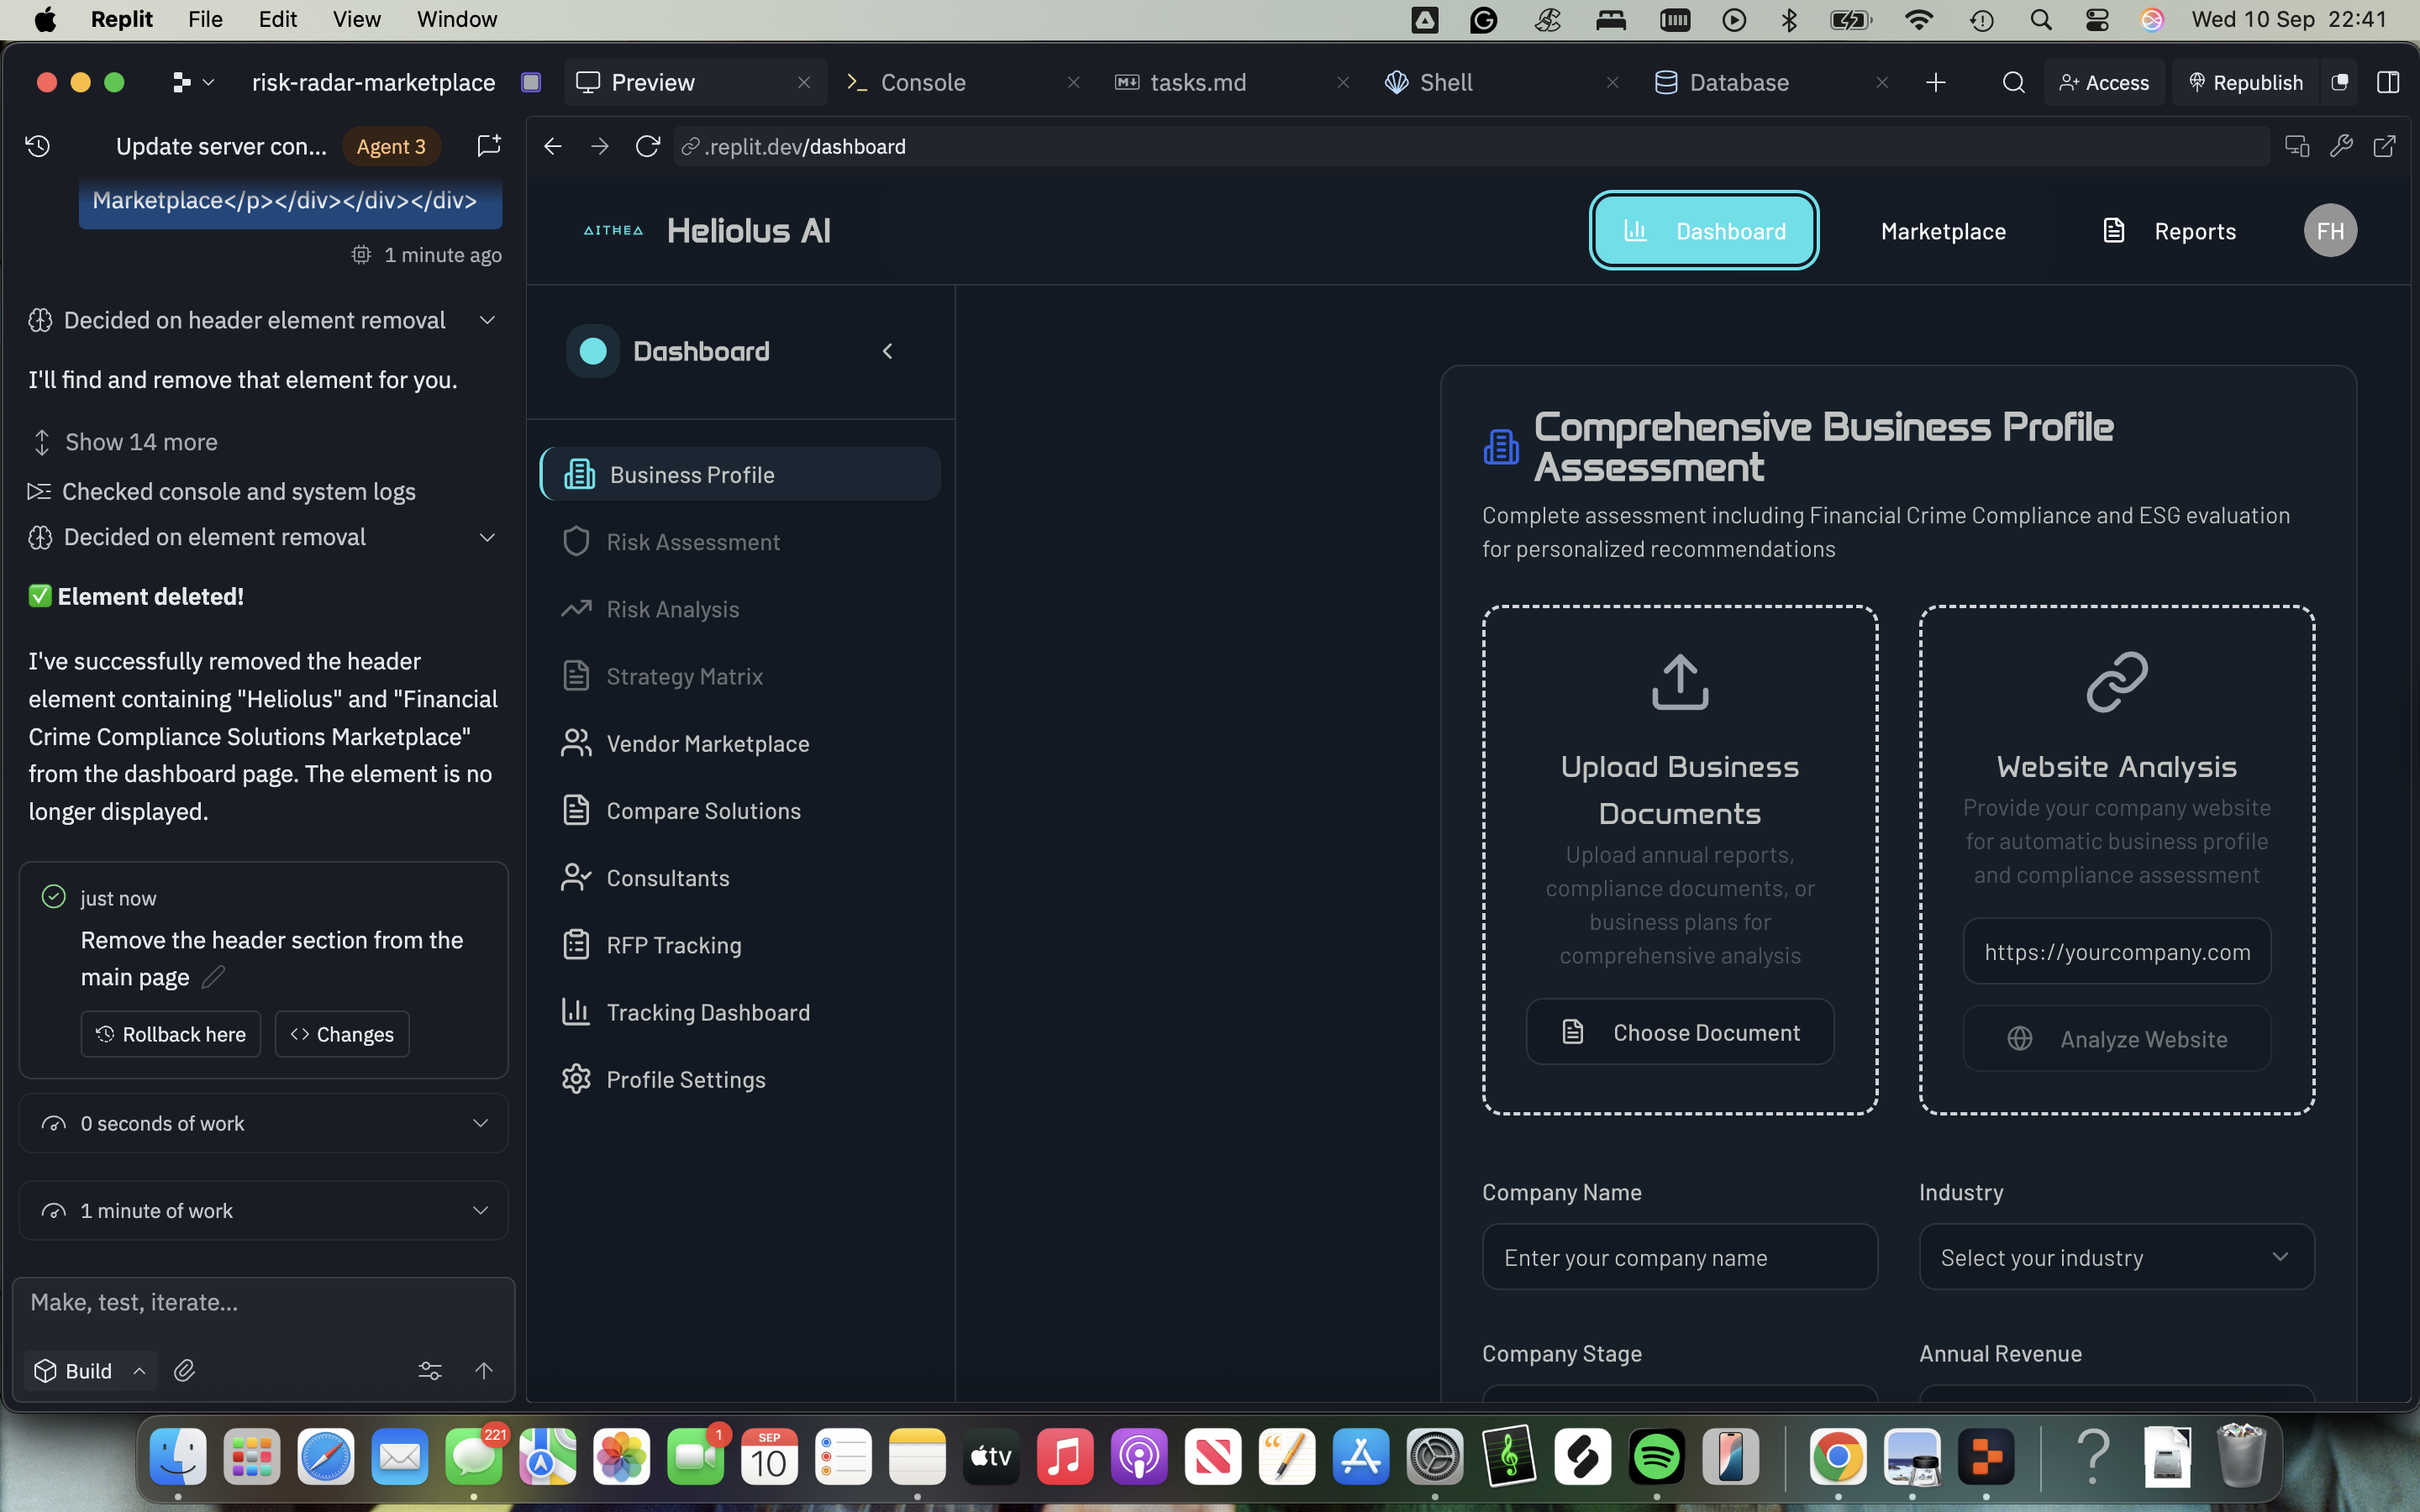 Replit File Edit View Window
Wed 10 Sep 22:41
risk-radar-marketplace
Preview
Console
tasks.md
Shell
Database
Access
Republish
Update server con...
Agent 3
.replit.dev/dashboard
Marketplace</p></div></div></div>
1 minute ago
Decided on header element removal
I'll find and remove that element for you.
Show 14 more
Checked console and system logs
Decided on element removal
✅ Element deleted!
I've successfully removed the header
element containing "Heliolus" and "Financial
Crime Compliance Solutions Marketplace"
from the dashboard page. The element is no
longer displayed.
just now
Remove the header section from the
main page
Rollback here
<> Changes
0 seconds of work
1 minute of work
Make, test, iterate...
Build
AITHEA
Heliolus AI
Dashboard
Marketplace
Reports
FH
Dashboard
Business Profile
Risk Assessment
Risk Analysis
Strategy Matrix
Vendor Marketplace
Compare Solutions
Consultants
RFP Tracking
Tracking Dashboard
Profile Settings
Comprehensive Business Profile
Assessment
Complete assessment including Financial Crime Compliance and ESG evaluation
for personalized recommendations
Upload Business
Documents
Upload annual reports,
compliance documents, or
business plans for
comprehensive analysis
Choose Document
Website Analysis
Provide your company website
for automatic business profile
and compliance assessment
https://yourcompany.com
Analyze Website
Company Name
Enter your company name
Industry
Select your industry
Company Stage
Annual Revenue
221
1
SEP
10
tv